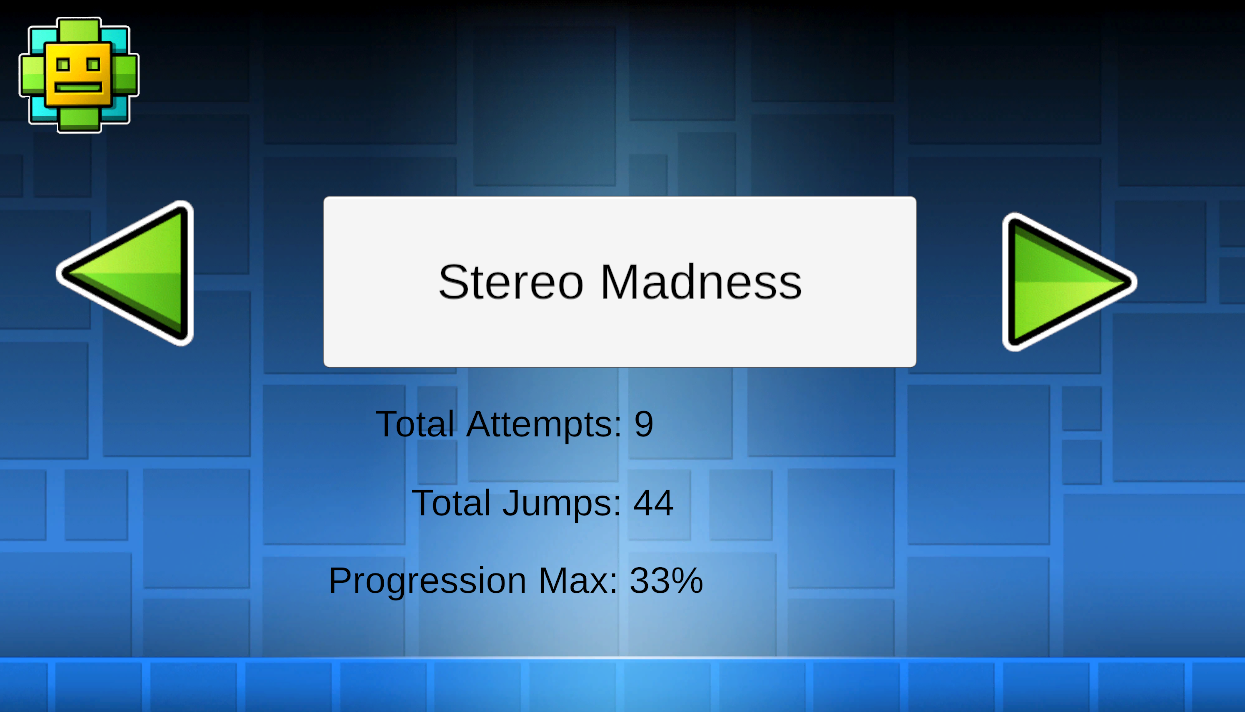 Stereo Madness
Total Attempts: 9
Total Jumps: 44
Progression Max: 33%